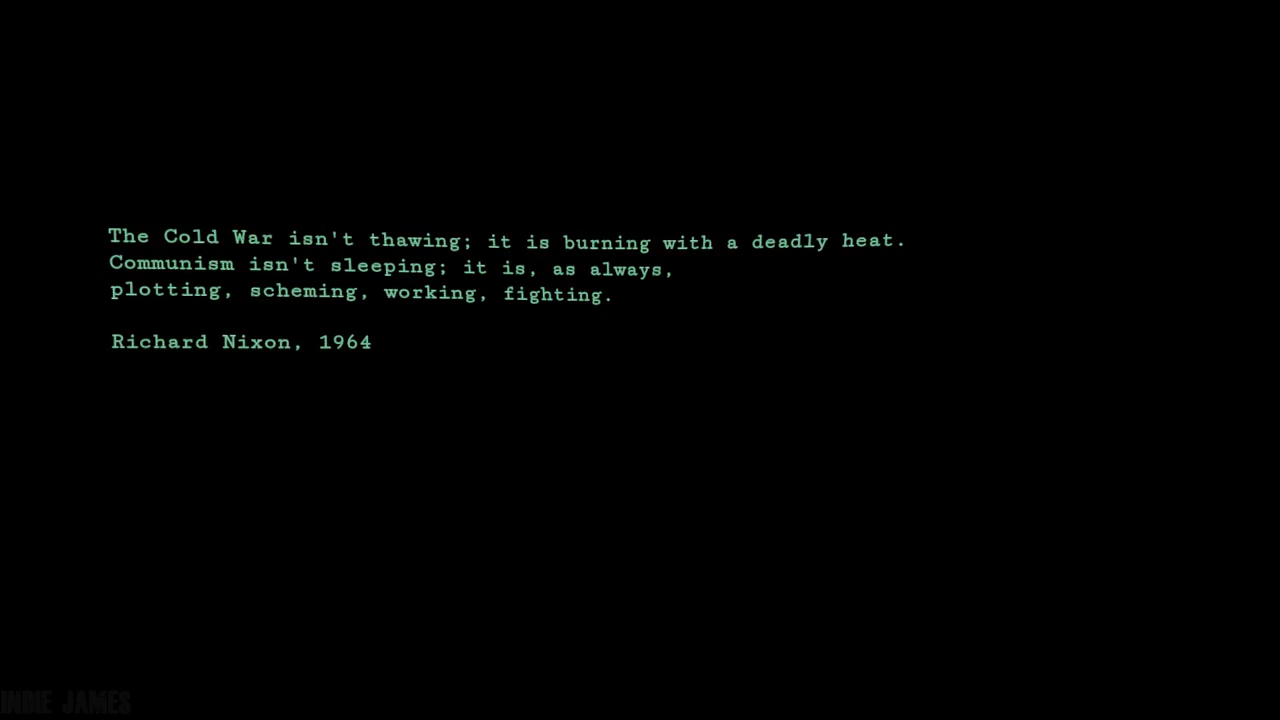 The Cold War isn't thawing; it is burning with a deadly heat.
Communism isn't sleeping; it is, as always,
plotting, scheming, working, fighting.
Richard Nixon, 1964
INDIE JAMES